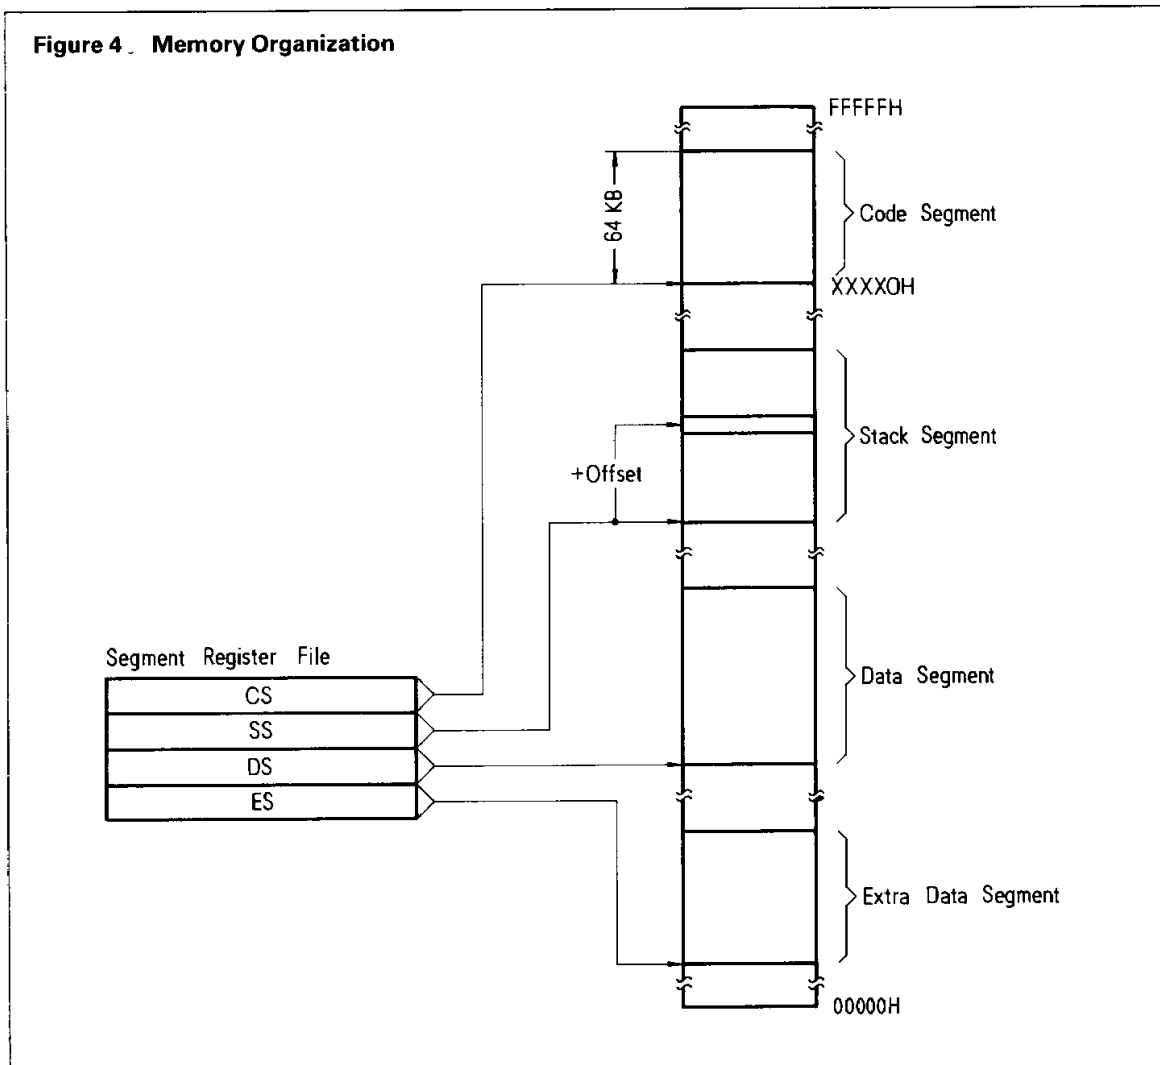 Figure 4 . Memory Organization
FFFFFH
64 KB
Code Segment
XXXX0H
Stack Segment
+Offset
Segment Register File
CS
SS
DS
ES
Data Segment
Extra Data Segment
00000H